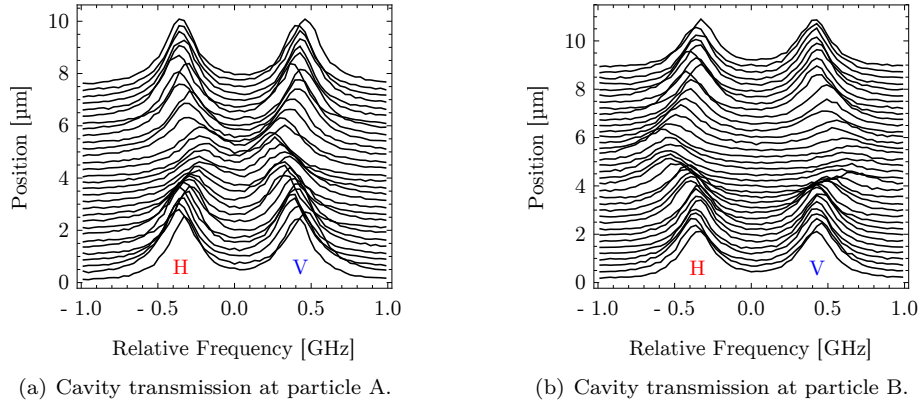 10
8
6
4
2
0
Position [µm]
H
V
- 1.0
- 0.5
0.0
0.5
1.0
Relative Frequency [GHz]
(a) Cavity transmission at particle A.
10
8
6
4
2
0
Position [µm]
H
V
- 1.0
- 0.5
0.0
0.5
1.0
Relative Frequency [GHz]
(b) Cavity transmission at particle B.